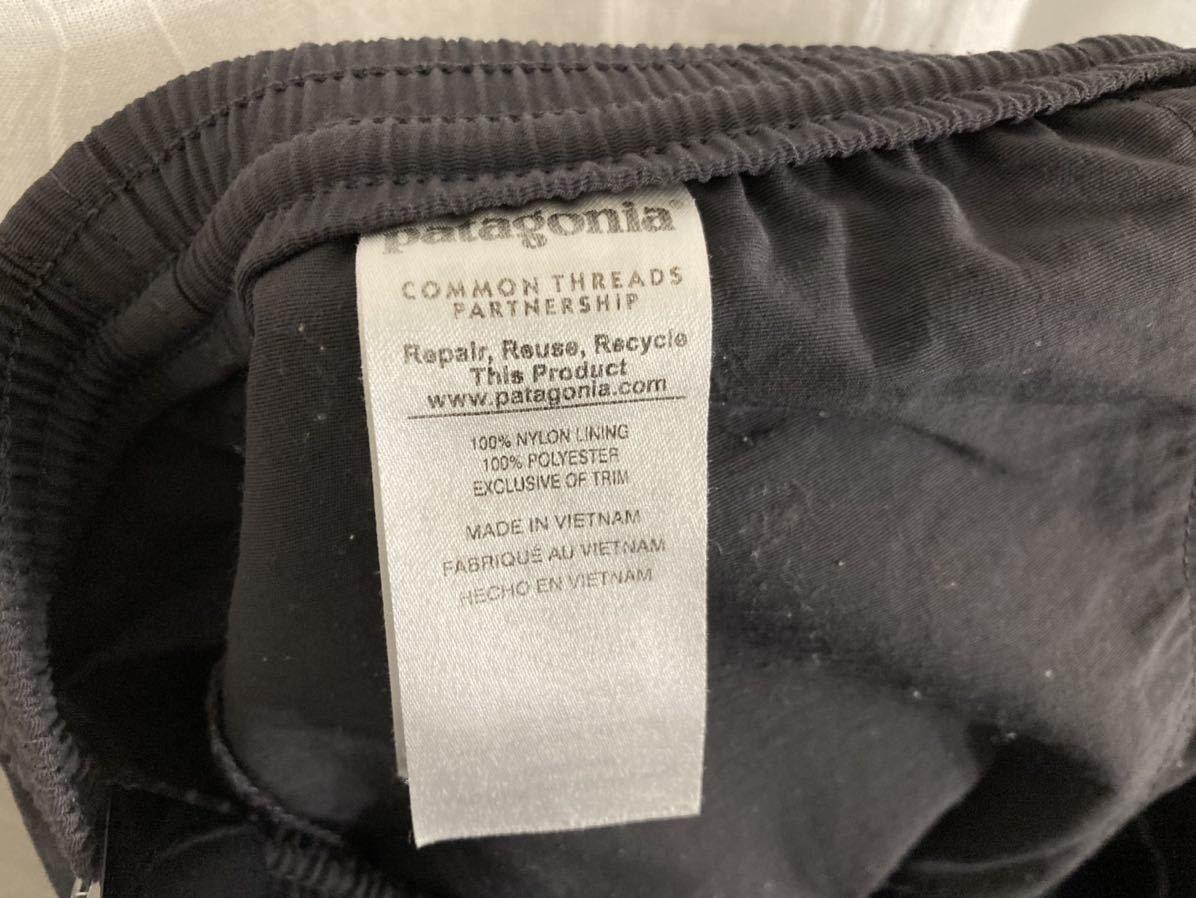 patagonia
COMMON THREADS
PARTNERSHIP
Repair, Reuse, Recycle
This Product
www.patagonia.com
100% NYLON LINING
100% POLYESTER
EXCLUSIVE OF TRIM
MADE IN VIETNAM
FABRIQUÉ AU VIETNAM
HECHO EN VIETNAM